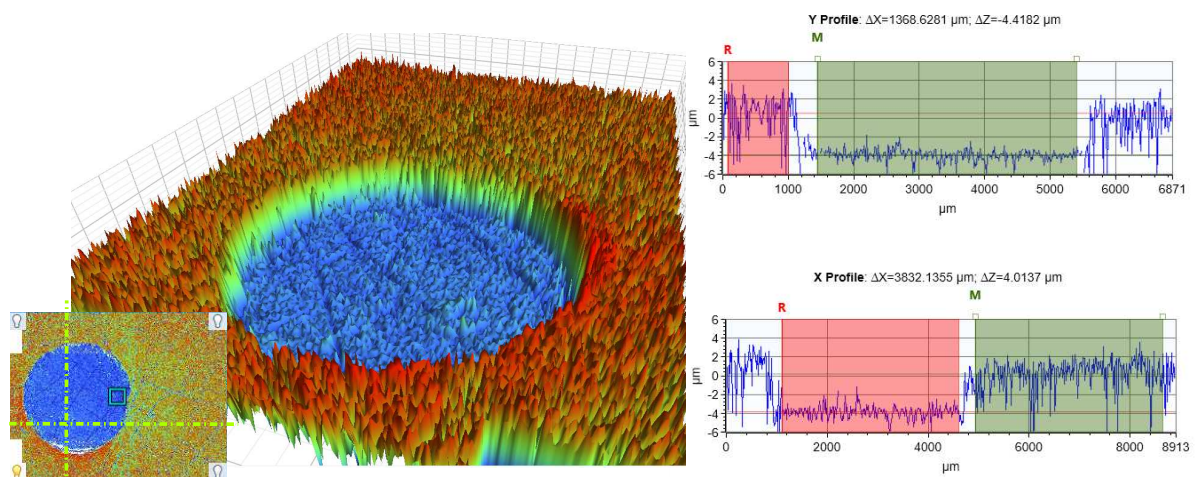 Y Profile: ΔX=1368.6281 µm; ΔZ=-4.4182 µm
R
M
6
4
2
0
-2
-4
-6
µm
0 1000 2000 3000 4000 5000 6000 6871
µm
X Profile: ΔX=3832.1355 µm; ΔZ=4.0137 µm
R
M
6
4
2
0
-2
-4
-6
µm
0 2000 4000 6000 8000 8913
µm